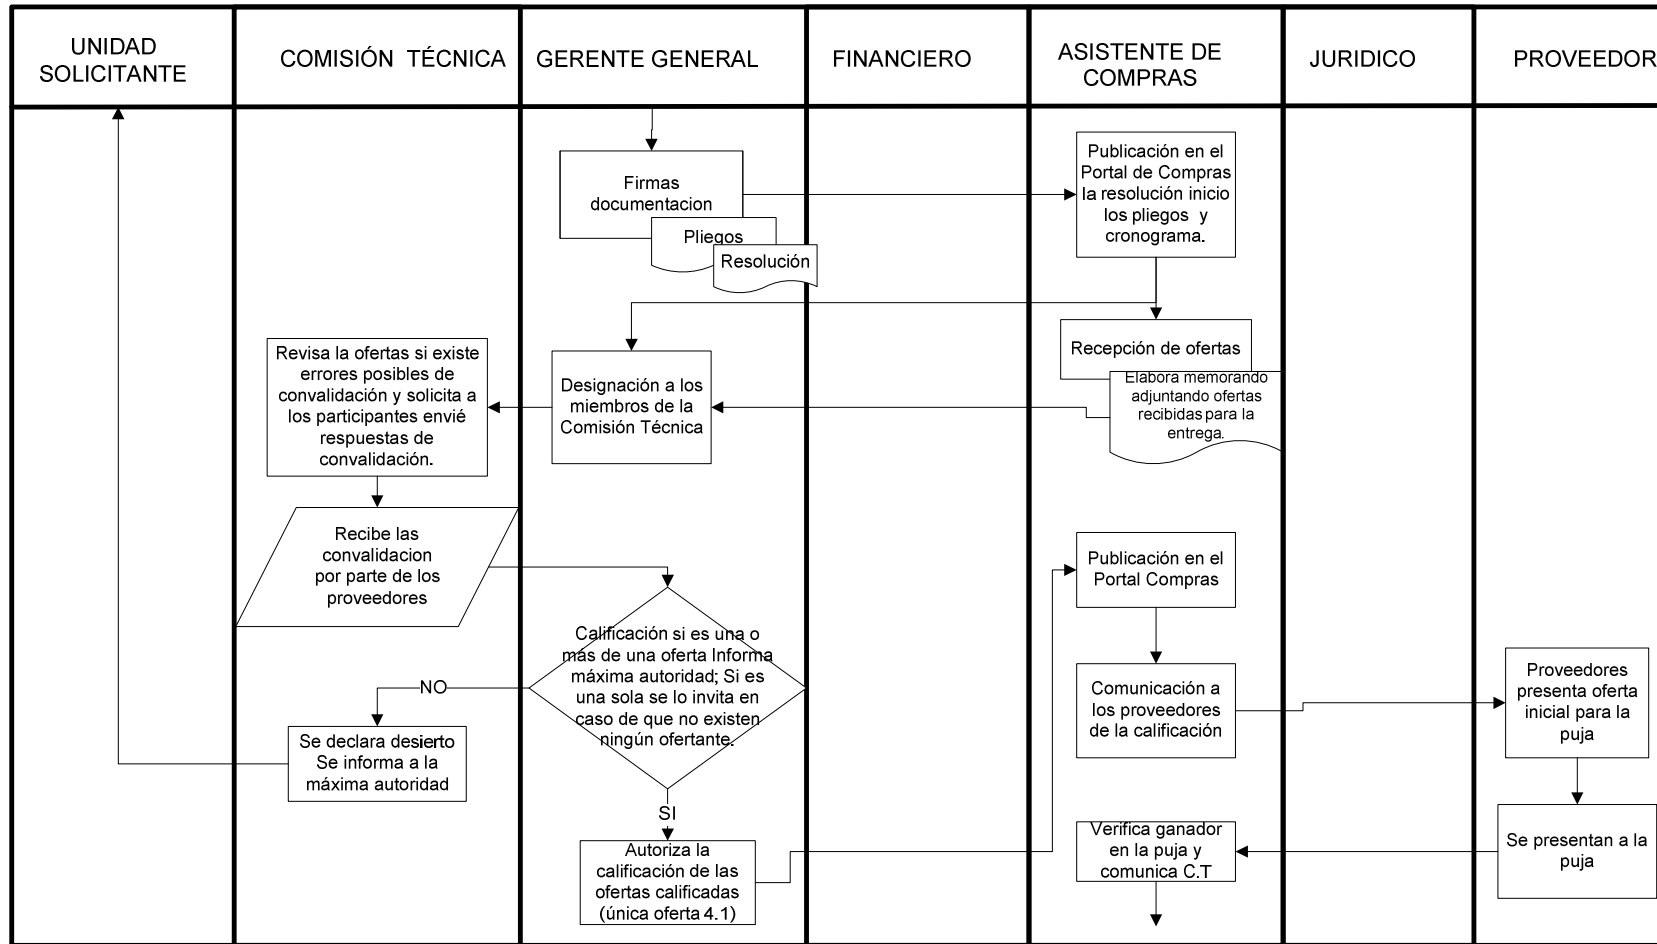 UNIDAD
SOLICITANTE
COMISIÓN TÉCNICA
GERENTE GENERAL
FINANCIERO
ASISTENTE DE
COMPRAS
JURIDICO
PROVEEDOR
Firmas
documentacion
Pliegos
Resolución
Publicación en el
Portal de Compras
la resolución inicio
los pliegos y
cronograma.
Recepción de ofertas
Elabora memorando
adjuntando ofertas
recibidas para la
entrega.
Designación a los
miembros de la
Comisión Técnica
Revisa la ofertas si existe
errores posibles de
convalidación y solicita a
los participantes envié
respuestas de
convalidación.
Recibe las
convalidacion
por parte de los
proveedores
Calificación si es una o
más de una oferta Informa
máxima autoridad; Si es
una sola se lo invita en
caso de que no existen
ningún ofertante.
NO
Se declara desierto
Se informa a la
máxima autoridad
SI
Autoriza la
calificación de las
ofertas calificadas
(única oferta 4.1)
Publicación en el
Portal Compras
Comunicación a
los proveedores
de la calificación
Proveedores
presenta oferta
inicial para la
puja
Se presentan a la
puja
Verifica ganador
en la puja y
comunica C.T